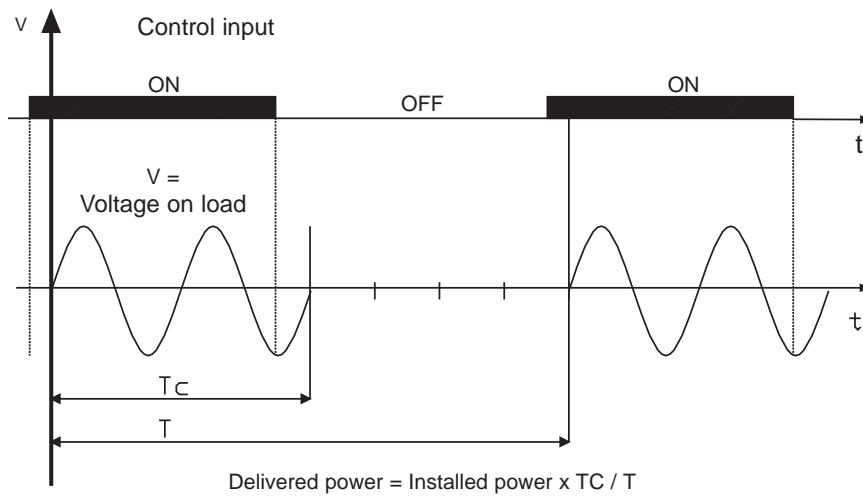 V
Control input
ON
ON
OFF
t
V =
Voltage on load
t
Tc
T
Delivered power = Installed power x TC / T